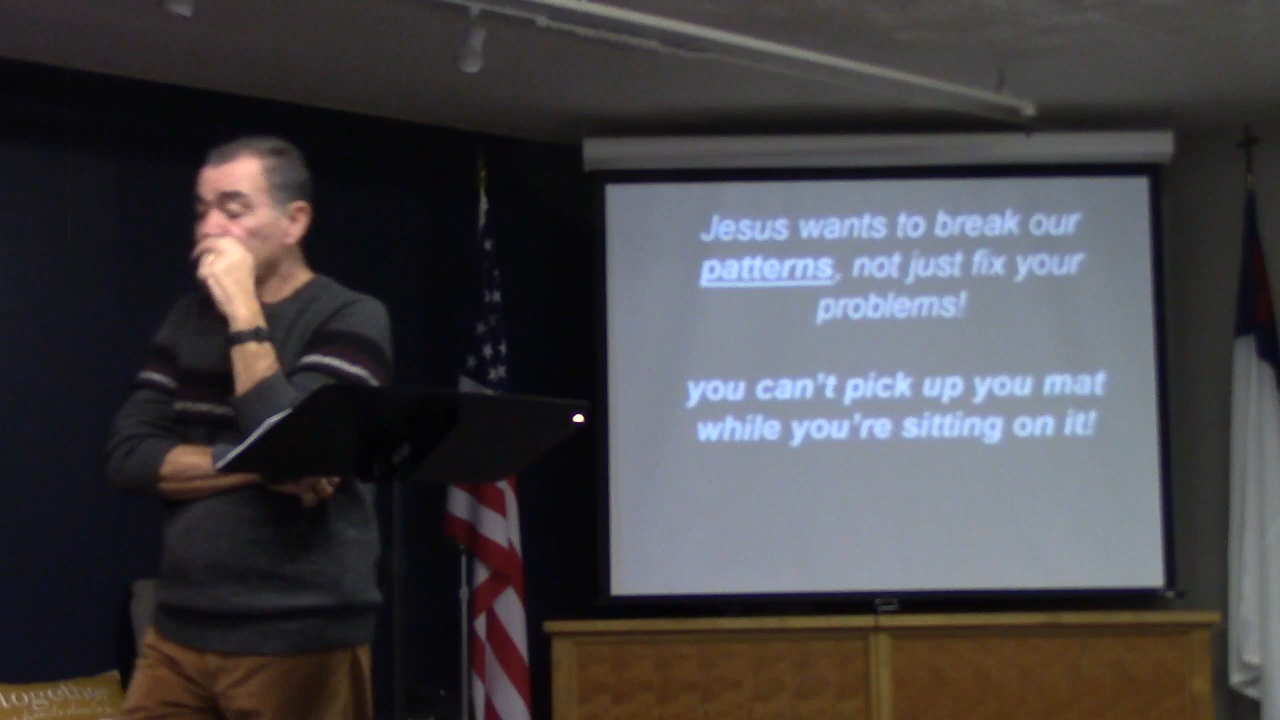 Jesus wants to break our
patterns, not just fix your
problems!
you can't pick up you mat
while you're sitting on it!
together